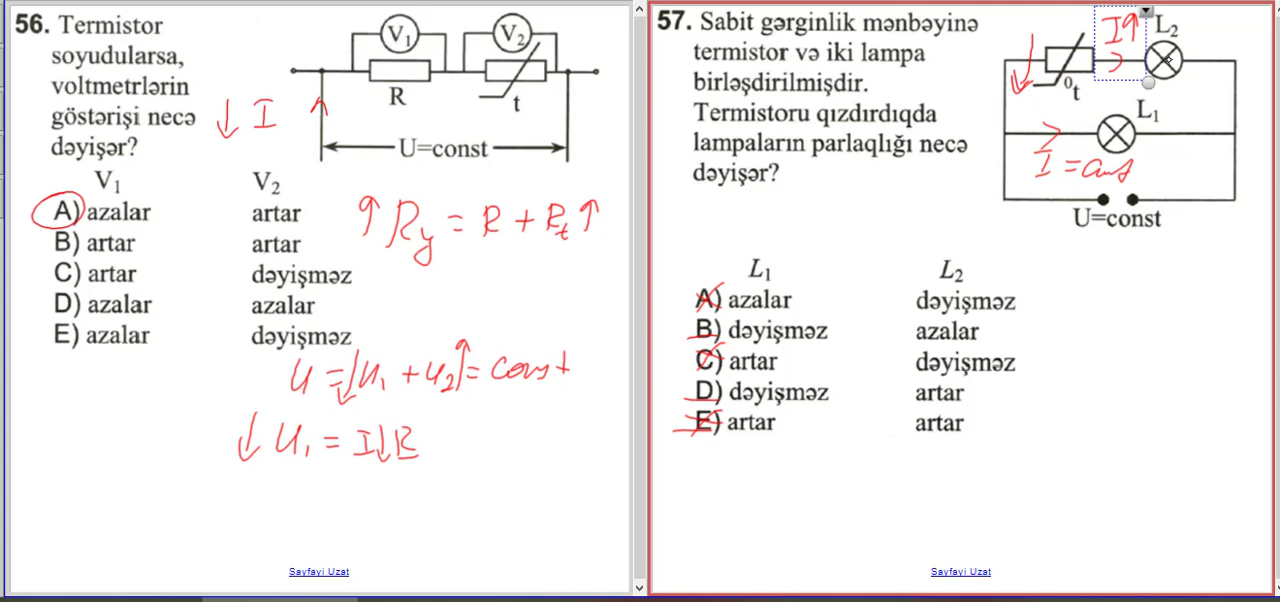 56. Termistor
soyudularsa,
voltmetrlərin
göstərişi necə
dəyişər?
V₁
V₂
R
t
U=const
↓ I
V₁ V₂
A) azalar artar
B) artar artar
C) artar dəyişməz
D) azalar azalar
E) azalar dəyişməz
↑ Ry = R + Rt ↑
U = ↓U₁ + U₂↑ = const
↓ U₁ = I↓R
Sayfayi Uzat
57. Sabit gərginlik mənbəyinə
termistor və iki lampa
birləşdirilmişdir.
Termistoru qızdırdıqda
lampaların parlaqlığı necə
dəyişər?
I↑
L₂
⁰t
L₁
I = const
U=const
L₁ L₂
A) azalar dəyişməz
B) dəyişməz azalar
C) artar dəyişməz
D) dəyişməz artar
E) artar artar
Sayfayi Uzat